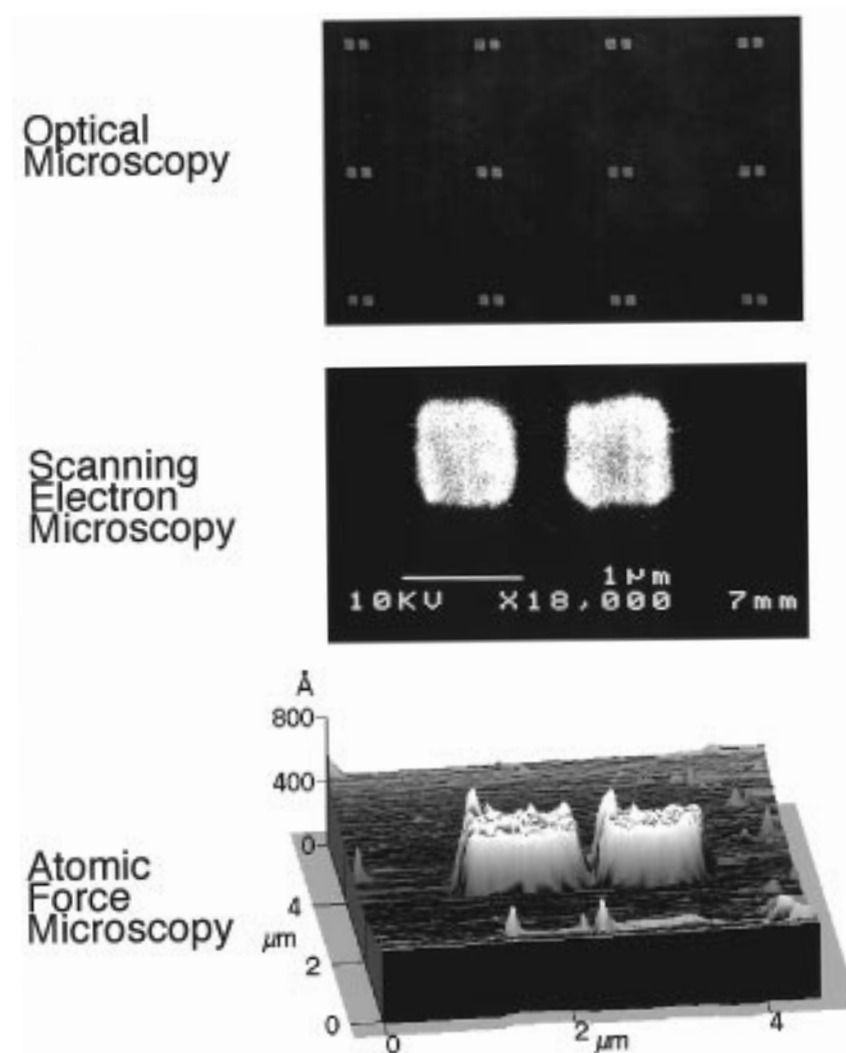 Optical
Microscopy
Scanning
Electron
Microscopy
1μm
10KV X18,000 7mm
Å
800
400
0
Atomic
Force
Microscopy
4
μm
2
0
0
2
μm
4